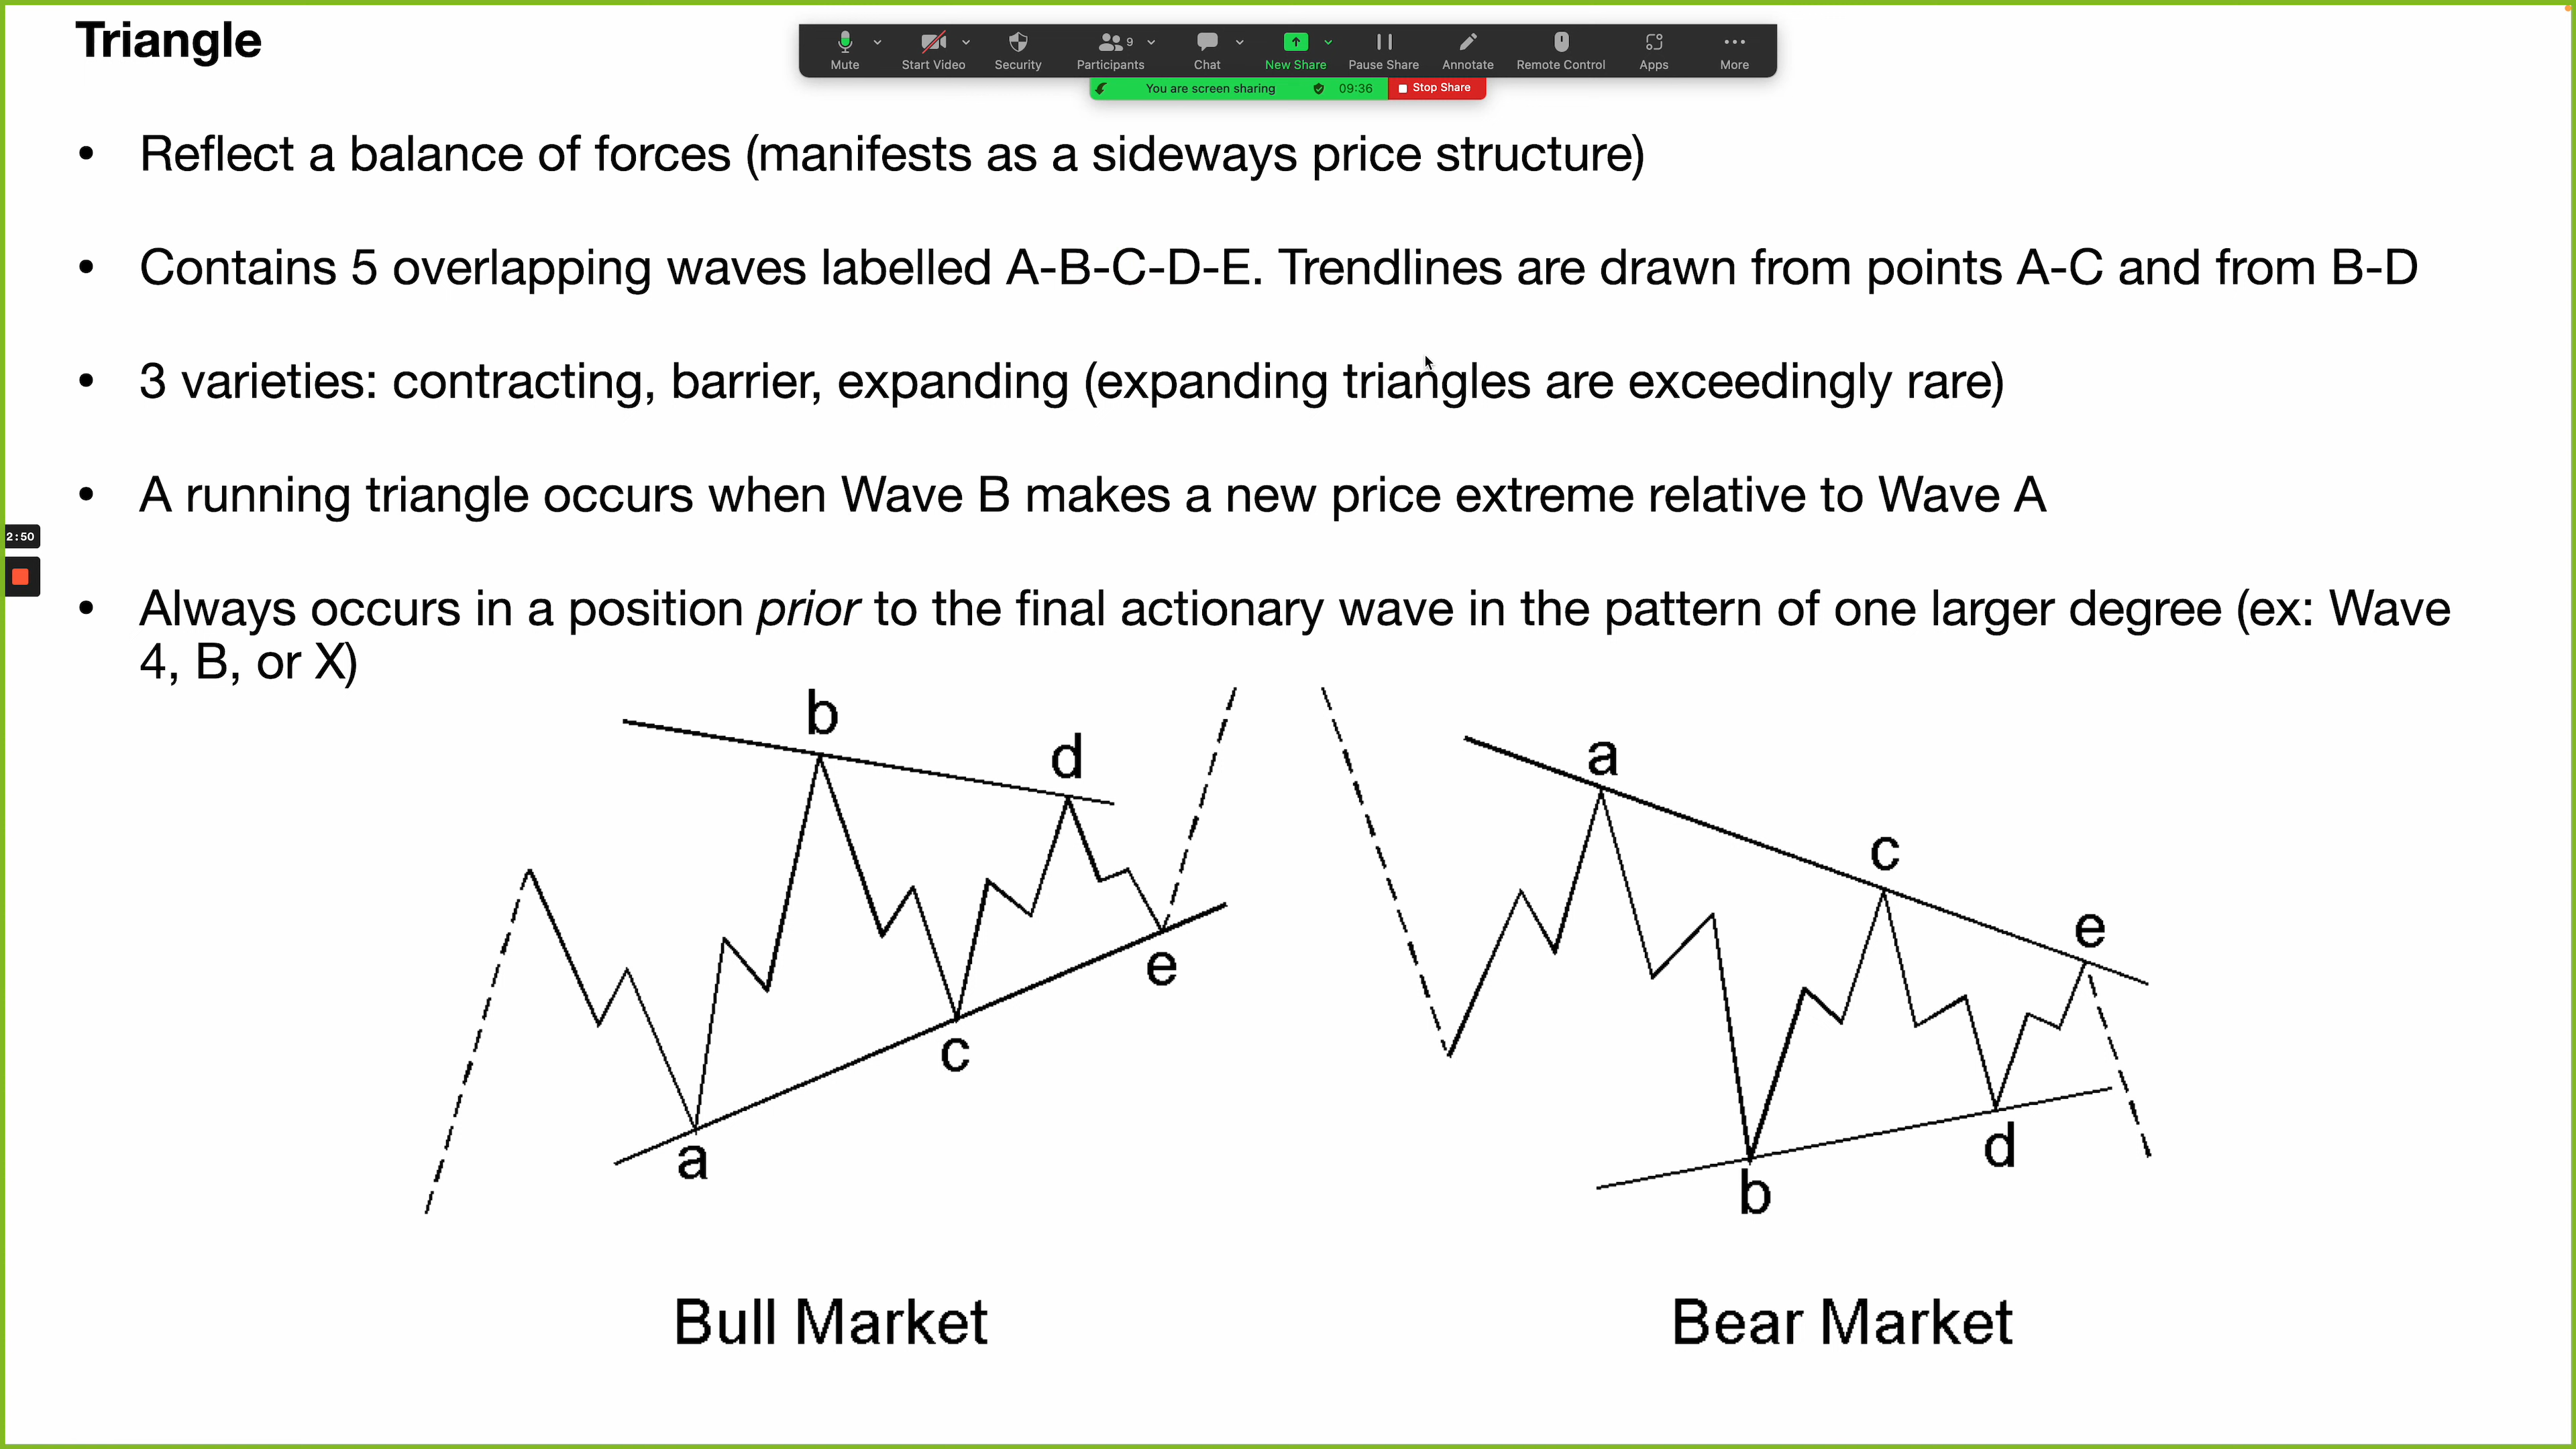 Triangle
Mute
Start Video
Security
Participants
9
Chat
New Share
Pause Share
Annotate
Remote Control
Apps
More
You are screen sharing
09:36
Stop Share
• Reflect a balance of forces (manifests as a sideways price structure)
• Contains 5 overlapping waves labelled A-B-C-D-E. Trendlines are drawn from points A-C and from B-D
• 3 varieties: contracting, barrier, expanding (expanding triangles are exceedingly rare)
• A running triangle occurs when Wave B makes a new price extreme relative to Wave A
2:50
• Always occurs in a position prior to the final actionary wave in the pattern of one larger degree (ex: Wave
4, B, or X)
b
d
a
c
e
a
c
e
b
d
Bull Market
Bear Market